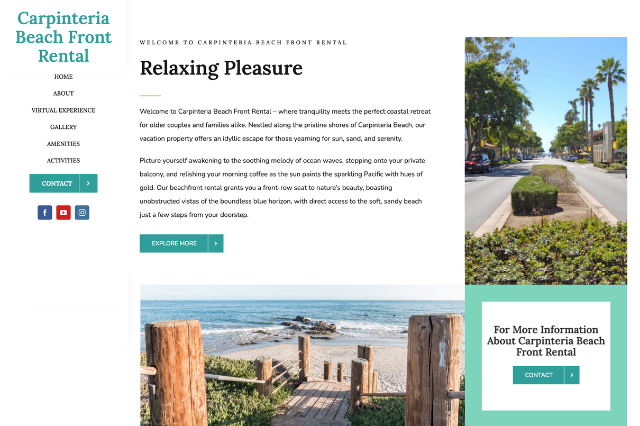 Carpinteria
Beach Front
Rental
HOME
ABOUT
VIRTUAL EXPERIENCE
GALLERY
AMENITIES
ACTIVITIES
CONTACT
WELCOME TO CARPINTERIA BEACH FRONT RENTAL
Relaxing Pleasure
Welcome to Carpinteria Beach Front Rental – where tranquility meets the perfect coastal retreat
for older couples and families alike. Nestled along the pristine shores of Carpinteria Beach, our
vacation property offers an idyllic escape for those yearning for sun, sand, and serenity.
Picture yourself awakening to the soothing melody of ocean waves, stepping onto your private
balcony, and relishing your morning coffee as the sun paints the sparkling Pacific with hues of
gold. Our beachfront rental grants you a front-row seat to nature's beauty, boasting
unobstructed vistas of the boundless blue horizon, with direct access to the soft, sandy beach
just a few steps from your doorstep.
EXPLORE MORE
For More Information
About Carpinteria Beach
Front Rental
CONTACT